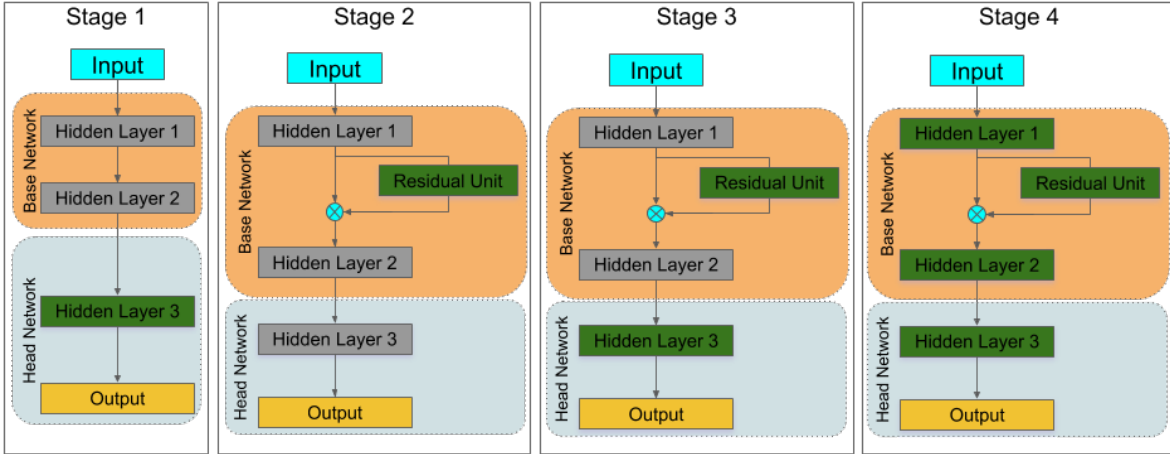 Stage 1
Input
Base Network
Hidden Layer 1
Hidden Layer 2
Head Network
Hidden Layer 3
Output
Stage 2
Input
Base Network
Hidden Layer 1
Residual Unit
Hidden Layer 2
Head Network
Hidden Layer 3
Output
Stage 3
Input
Base Network
Hidden Layer 1
Residual Unit
Hidden Layer 2
Head Network
Hidden Layer 3
Output
Stage 4
Input
Base Network
Hidden Layer 1
Residual Unit
Hidden Layer 2
Head Network
Hidden Layer 3
Output